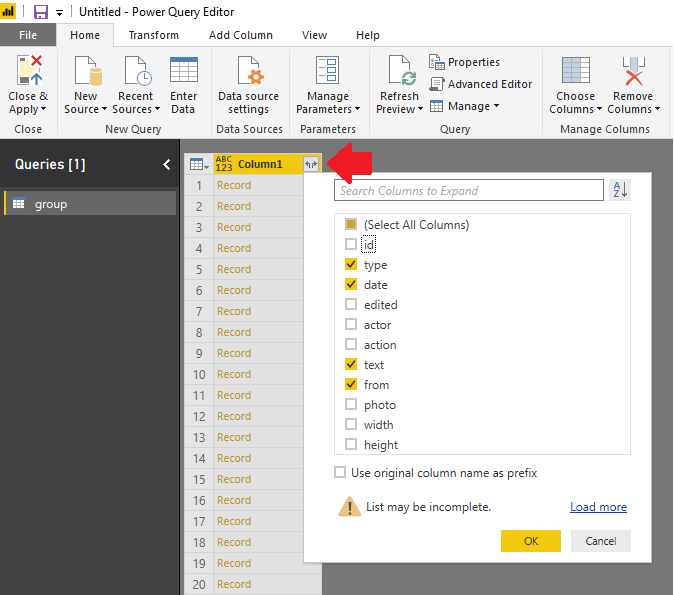 Untitled - Power Query Editor
File Home Transform Add Column View Help
Close & Apply
New Source
Recent Sources
Enter Data
Data source settings
Manage Parameters
Refresh Preview
Properties
Advanced Editor
Manage
Choose Columns
Remove Columns
Close New Query Data Sources Parameters Query Manage Columns
Queries [1]
group
ABC 123 Column1
1 Record
2 Record
3 Record
4 Record
5 Record
6 Record
7 Record
8 Record
9 Record
10 Record
11 Record
12 Record
13 Record
14 Record
15 Record
16 Record
17 Record
18 Record
19 Record
20 Record
Search Columns to Expand
A Z
(Select All Columns)
id
type
date
edited
actor
action
text
from
photo
width
height
Use original column name as prefix
List may be incomplete. Load more
OK Cancel